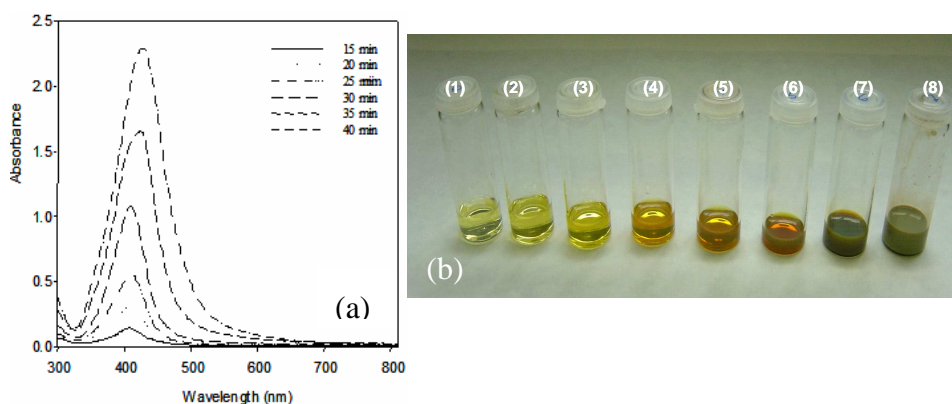 2.5
2.0
1.5
1.0
0.5
0.0
Absorbance
300 400 500 600 700 800
Wavelength (nm)
15 min
20 min
25 min
30 min
35 min
40 min
(a)
(1) (2) (3) (4) (5) (6) (7) (8)
(b)